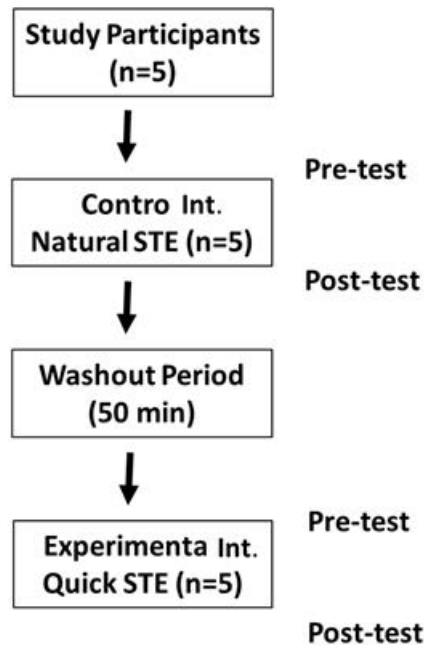 Study Participants
(n=5)
Pre-test
Contro Int.
Natural STE (n=5)
Post-test
Washout Period
(50 min)
Pre-test
Experimenta Int.
Quick STE (n=5)
Post-test